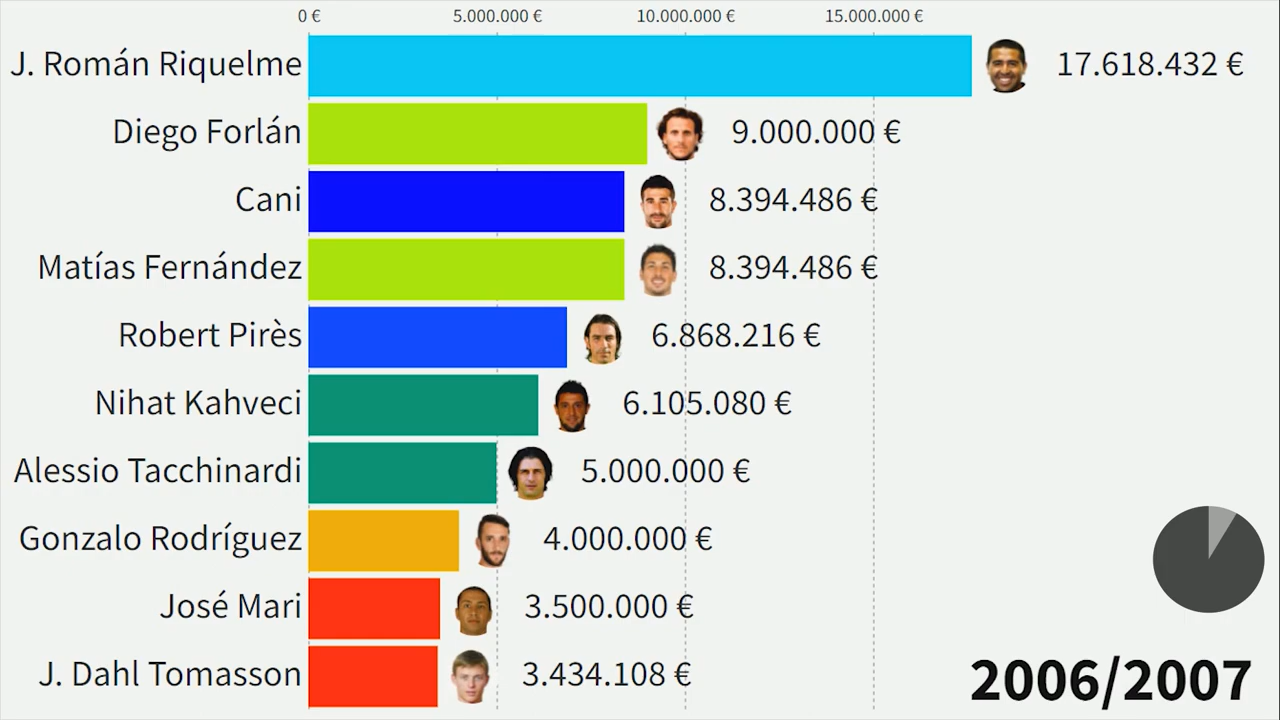 0 € 5.000.000 € 10.000.000 € 15.000.000 €
J. Román Riquelme 17.618.432 €
Diego Forlán 9.000.000 €
Cani 8.394.486 €
Matías Fernández 8.394.486 €
Robert Pirès 6.868.216 €
Nihat Kahveci 6.105.080 €
Alessio Tacchinardi 5.000.000 €
Gonzalo Rodríguez 4.000.000 €
José Mari 3.500.000 €
J. Dahl Tomasson 3.434.108 €
2006/2007